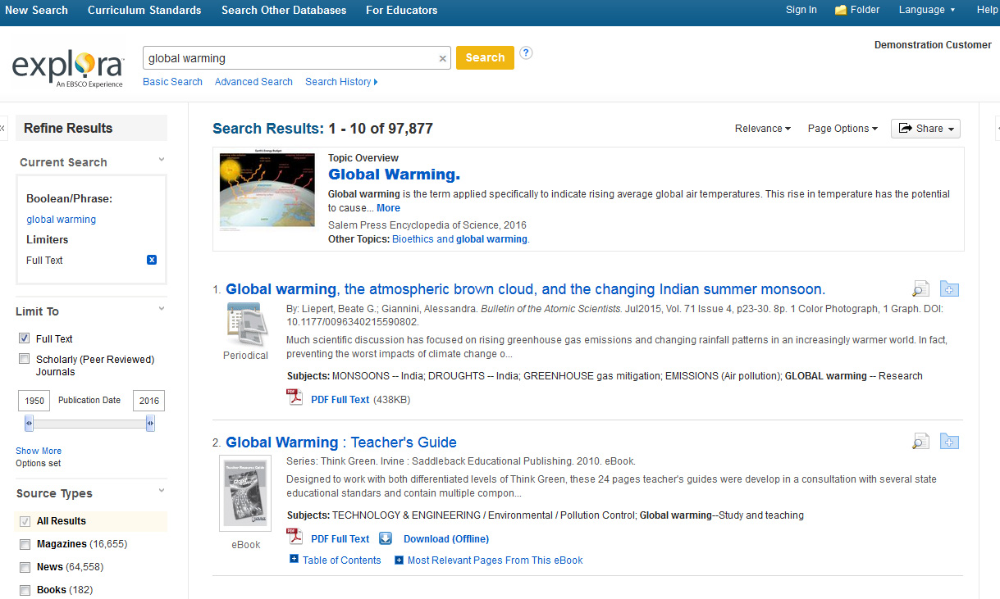 New Search Curriculum Standards Search Other Databases For Educators Sign In Folder Language Help
Demonstration Customer
explora
An EBSCO Experience
global warming × Search ?
Basic Search Advanced Search Search History
Refine Results
Current Search
Boolean/Phrase:
global warming
Limiters
Full Text
Limit To
Full Text
Scholarly (Peer Reviewed)
Journals
1950 Publication Date 2016
Show More
Options set
Source Types
All Results
Magazines (16,655)
News (64,558)
Books (182)
Search Results: 1 - 10 of 97,877
Relevance Page Options Share
Earth's Energy Budget
Topic Overview
Global Warming.
Global warming is the term applied specifically to indicate rising average global air temperatures. This rise in temperature has the potential
to cause... More
Salem Press Encyclopedia of Science, 2016
Other Topics: Bioethics and global warming.
1. Global warming, the atmospheric brown cloud, and the changing Indian summer monsoon.
Periodical
By: Liepert, Beate G.; Giannini, Alessandra. Bulletin of the Atomic Scientists. Jul2015, Vol. 71 Issue 4, p23-30. 8p. 1 Color Photograph, 1 Graph. DOI:
10.1177/0096340215590802.
Much scientific discussion has focused on rising greenhouse gas emissions and changing rainfall patterns in an increasingly warmer world. In fact,
preventing the worst impacts of climate change o...
Subjects: MONSOONS -- India; DROUGHTS -- India; GREENHOUSE gas mitigation; EMISSIONS (Air pollution); GLOBAL warming -- Research
PDF PDF Full Text (438KB)
2. Global Warming : Teacher's Guide
Teacher Resource Guide
eBook
Series: Think Green. Irvine : Saddleback Educational Publishing. 2010. eBook.
Designed to work with both differentiated levels of Think Green, these 24 pages teacher's guides were develop in a consultation with several state
educational standars and contain multiple compon...
Subjects: TECHNOLOGY & ENGINEERING / Environmental / Pollution Control; Global warming--Study and teaching
PDF PDF Full Text Download (Offline)
Table of Contents Most Relevant Pages From This eBook